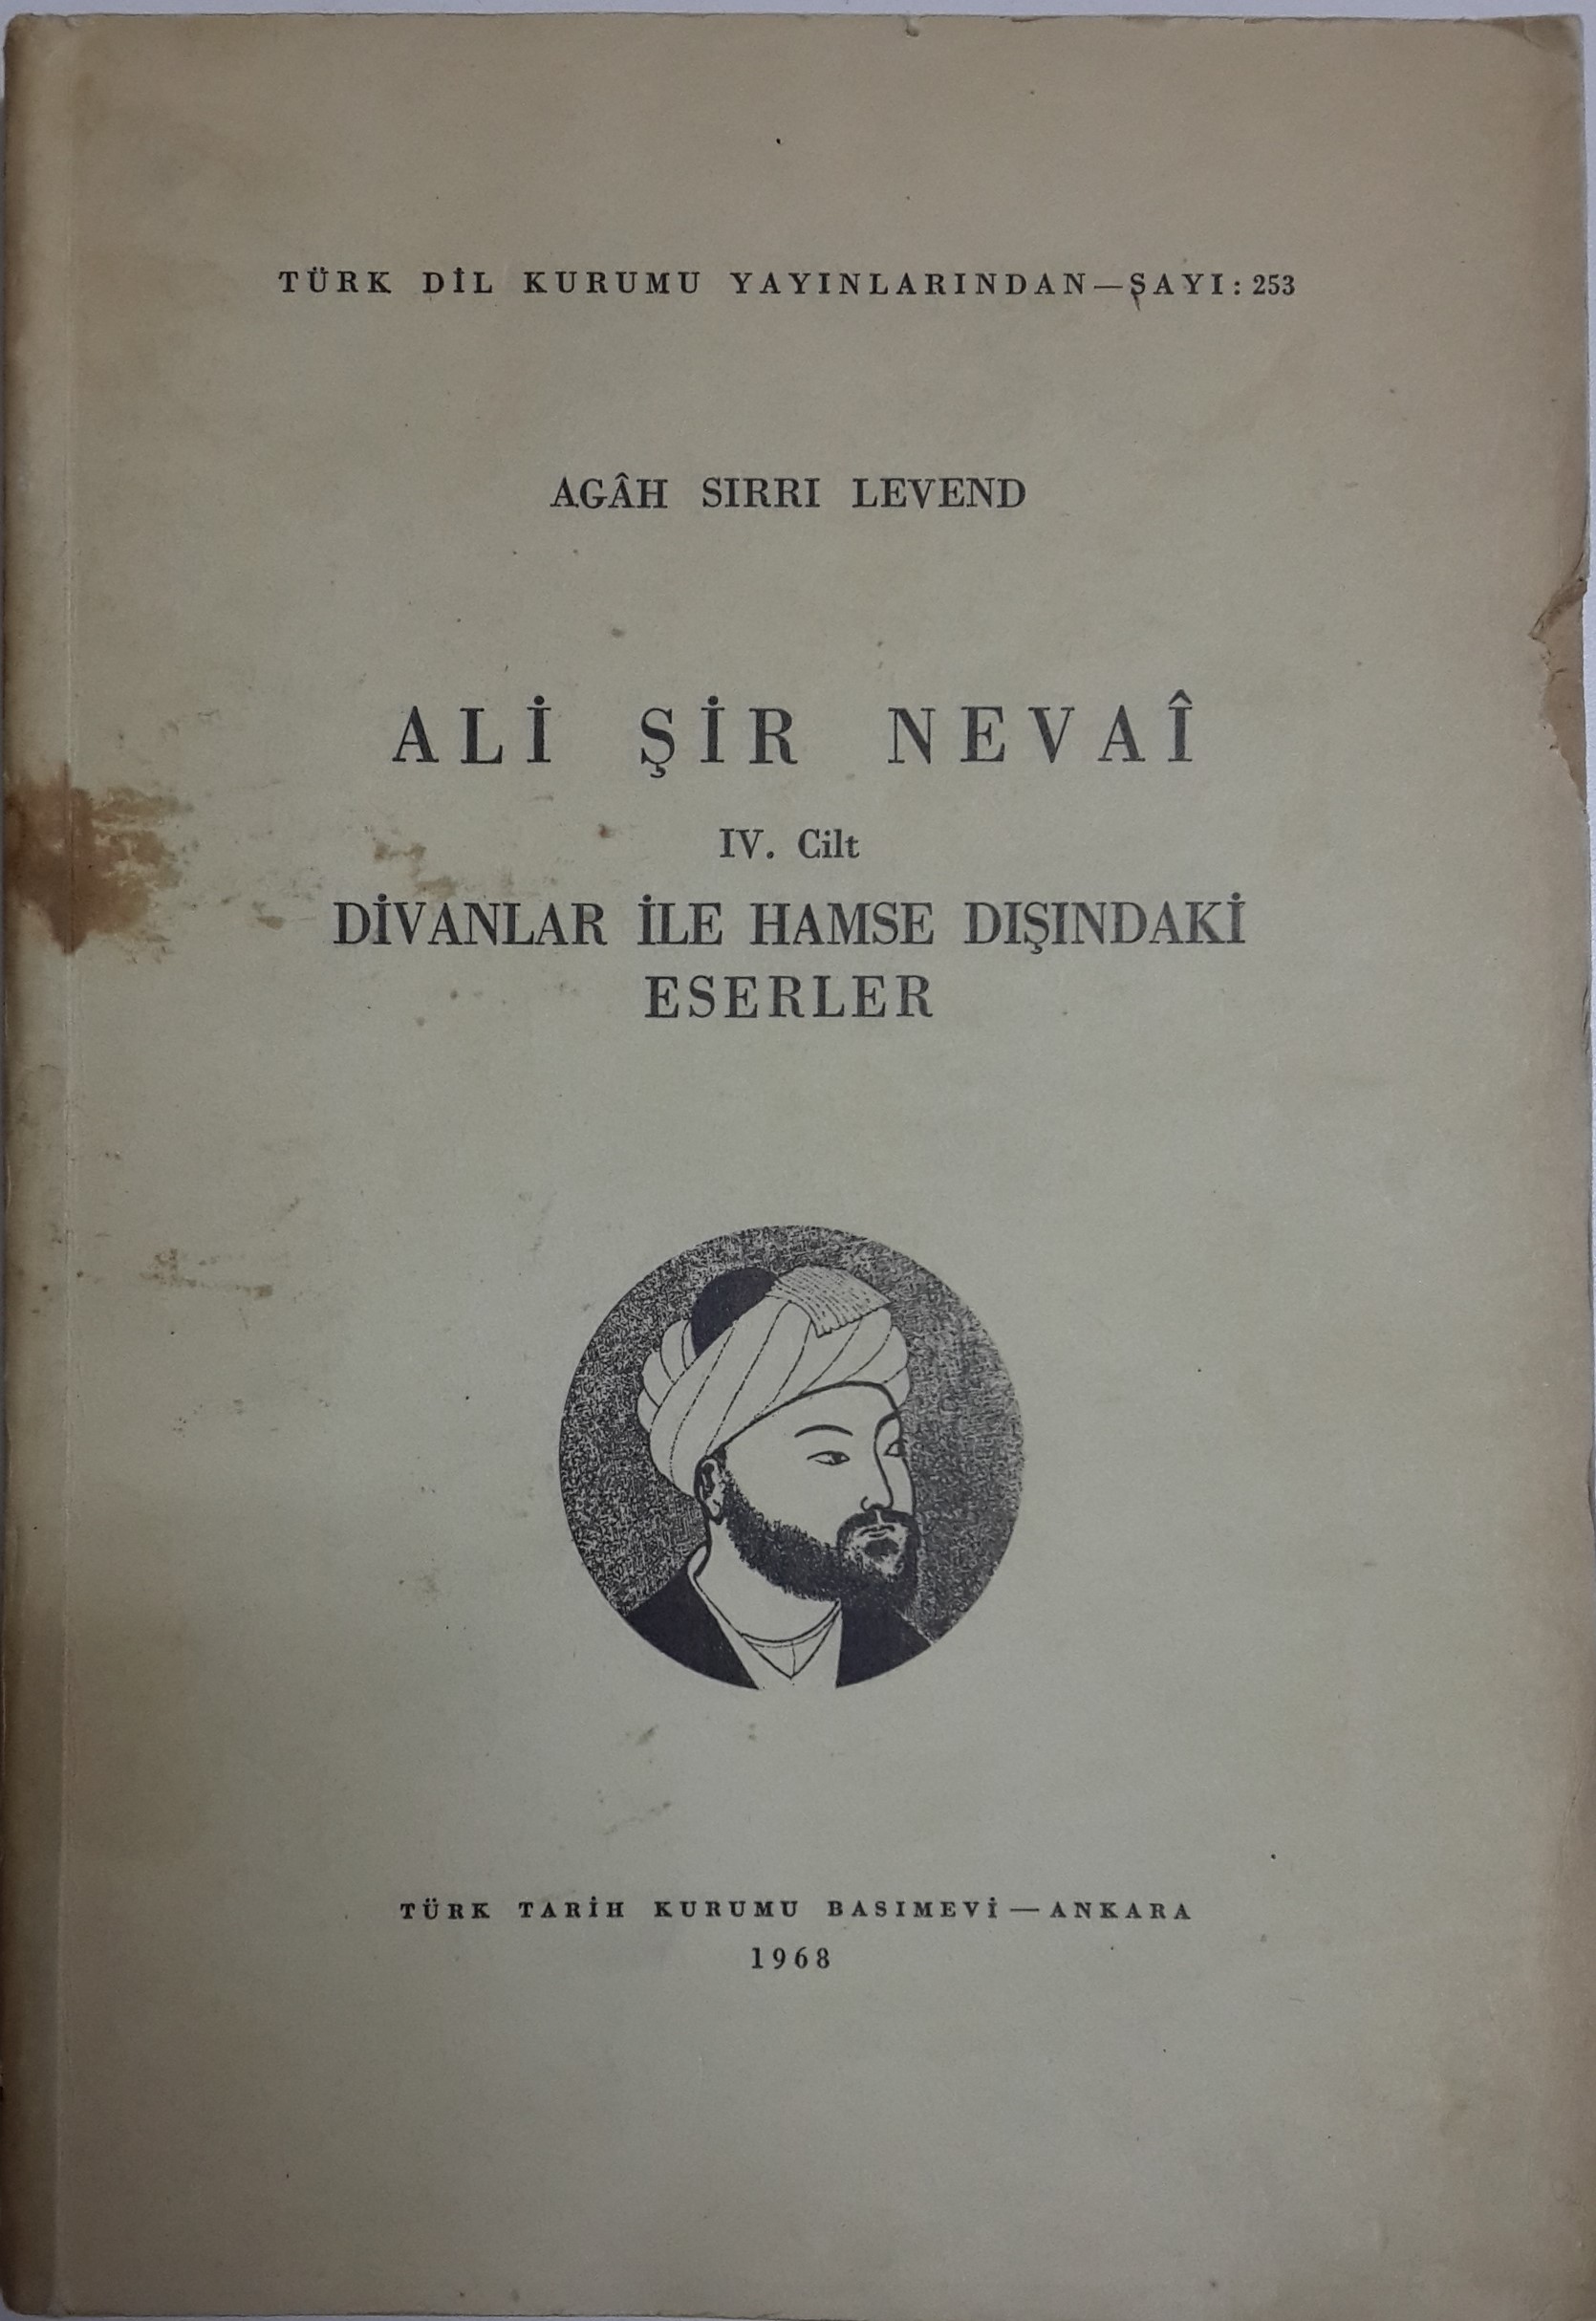 TÜRK DİL KURUMU YAYINLARINDAN—SAYI: 253
AGÂH SIRRI LEVEND
ALİ ŞİR NEVAÎ
IV. Cilt
DİVANLAR İLE HAMSE DIŞINDAKİ
ESERLER
TÜRK TARİH KURUMU BASIMEVİ — ANKARA
1968